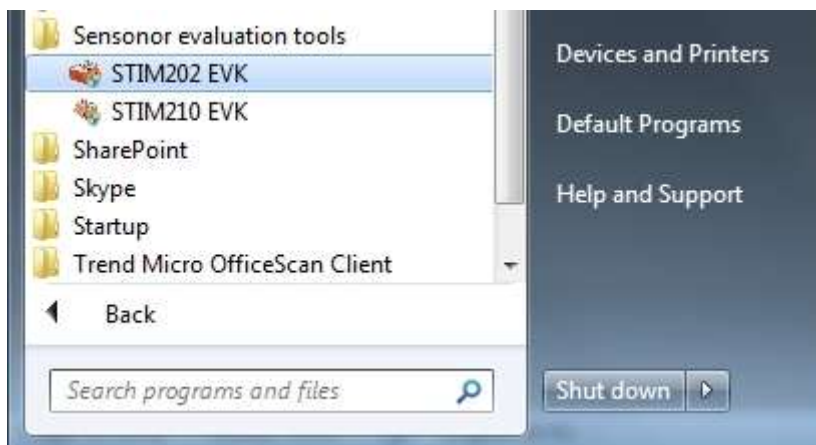 Sensonor evaluation tools
STIM202 EVK
STIM210 EVK
SharePoint
Skype
Startup
Trend Micro OfficeScan Client
Back
Search programs and files
Devices and Printers
Default Programs
Help and Support
Shut down